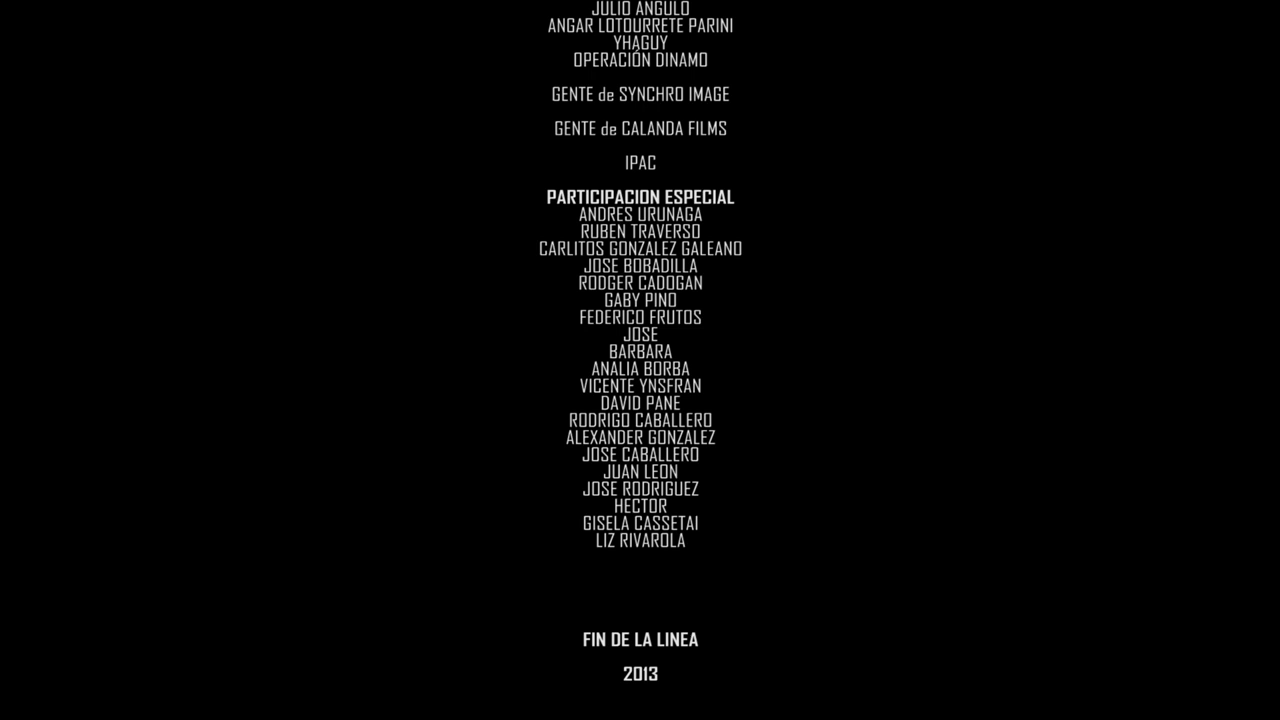 JULIO ANGULO
ANGAR LOTOURRETE PARINI
YHAGUY
OPERACIÓN DINAMO
GENTE de SYNCHRO IMAGE
GENTE de CALANDA FILMS
IPAC
PARTICIPACION ESPECIAL
ANDRES URUNAGA
RUBEN TRAVERSO
CARLITOS GONZALEZ GALEANO
JOSE BOBADILLA
RODGER CADOGAN
GABY PINO
FEDERICO FRUTOS
JOSE
BARBARA
ANALIA BORBA
VICENTE YNSFRAN
DAVID PANE
RODRIGO CABALLERO
ALEXANDER GONZALEZ
JOSE CABALLERO
JUAN LEON
JOSE RODRIGUEZ
HECTOR
GISELA CASSETAI
LIZ RIVAROLA
FIN DE LA LINEA
2013